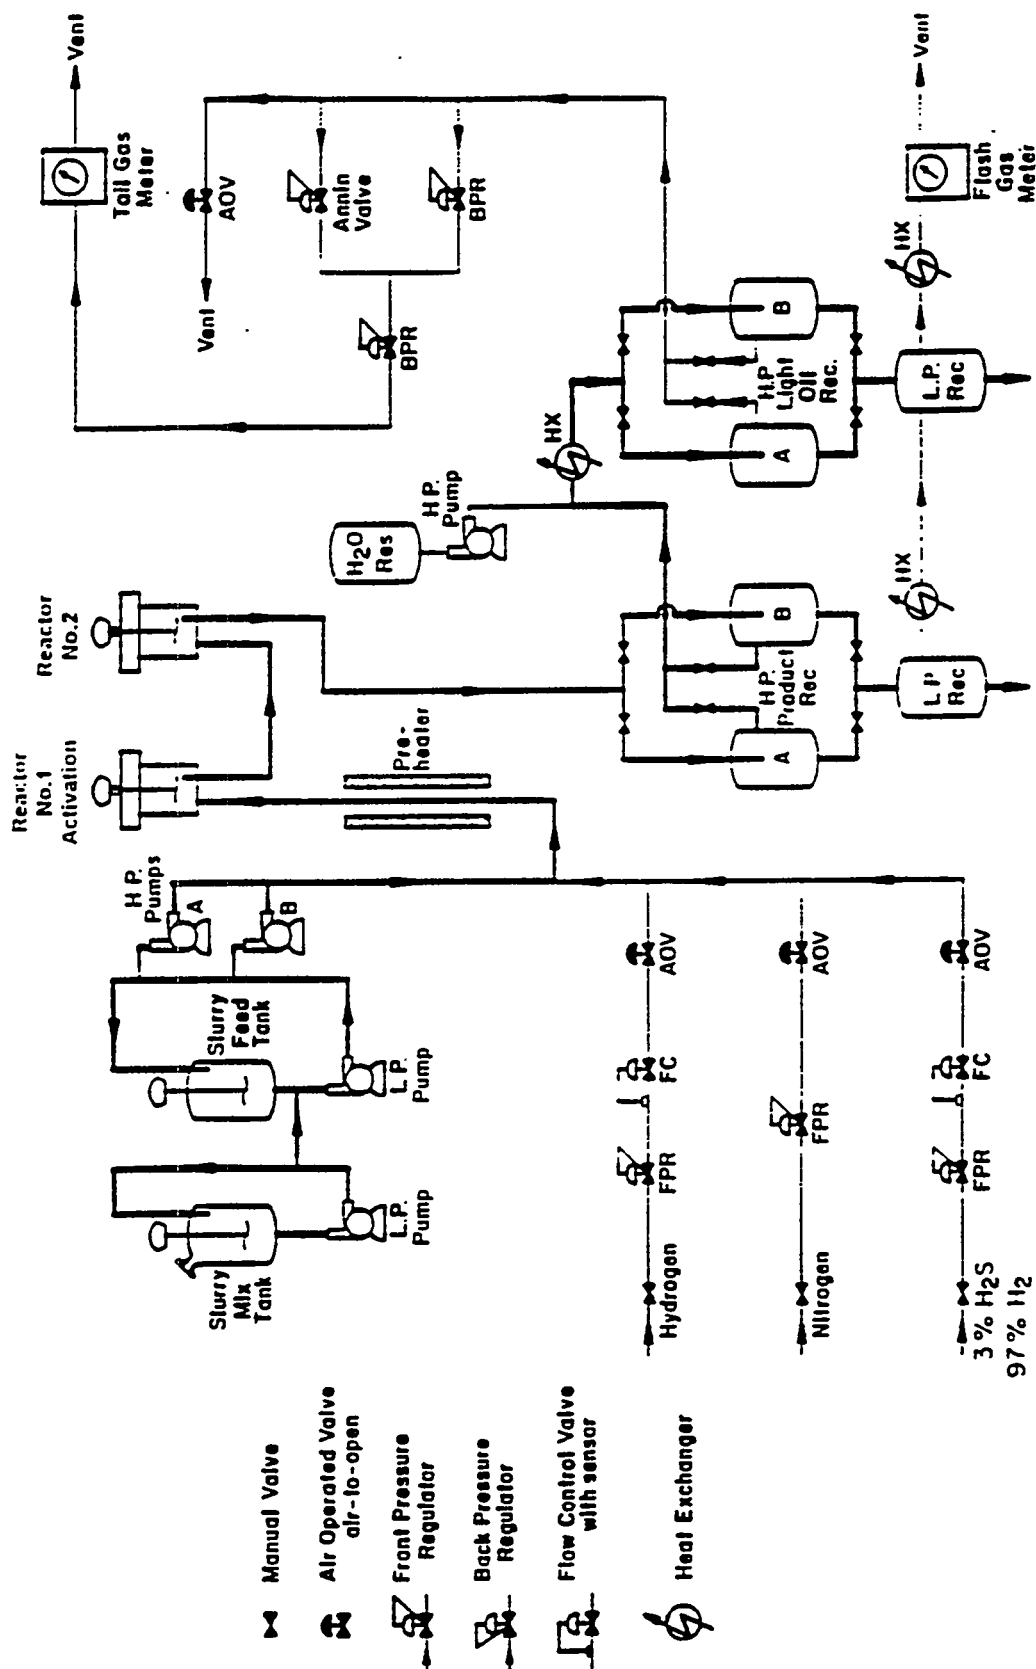 Manual Valve
Air Operated Valve
air-to-open
Front Pressure
Regulator
Back Pressure
Regulator
Flow Control Valve
with sensor
Heat Exchanger
Slurry
Mix
Tank
L.P.
Pump
Slurry
Feed
Tank
L.P.
Pump
H P.
Pumps
A
B
Hydrogen
FPR
FC
AOV
Nitrogen
FPR
AOV
3% H2S
97% H2
FPR
FC
AOV
Reactor
No.1
Activation
Pre-
heater
Reactor
No.2
H2O
Res
H P.
Pump
A
H P.
Product
Rec
B
L P
Rec
HX
HX
A
H.P
Light
Oil
Rec.
B
L.P.
Rec
HX
Flash
Gas
Meter
Vent
BPR
Annin
Valve
BPR
AOV
Vent
Tail Gas
Meter
Vent